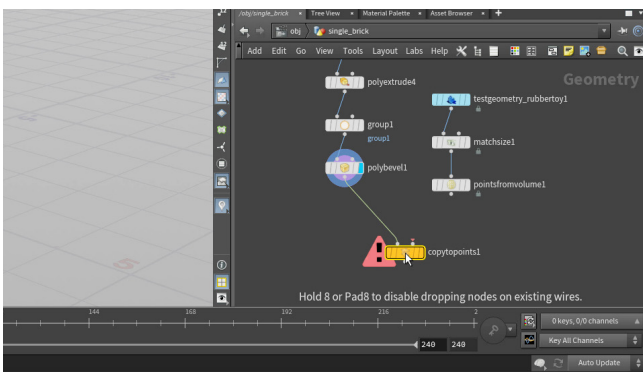 /obj/single_brick
Tree View
Material Palette
Asset Browser
obj
single_brick
Add Edit Go View Tools Layout Labs Help
Geometry
polyextrude4
testgeometry_rubbertoy1
group1
group1
matchsize1
polybevel1
pointsfromvolume1
copytopoints1
Hold 8 or Pad8 to disable dropping nodes on existing wires.
144 168 192 216 2
0 keys, 0/0 channels
240 240
Key All Channels
Auto Update